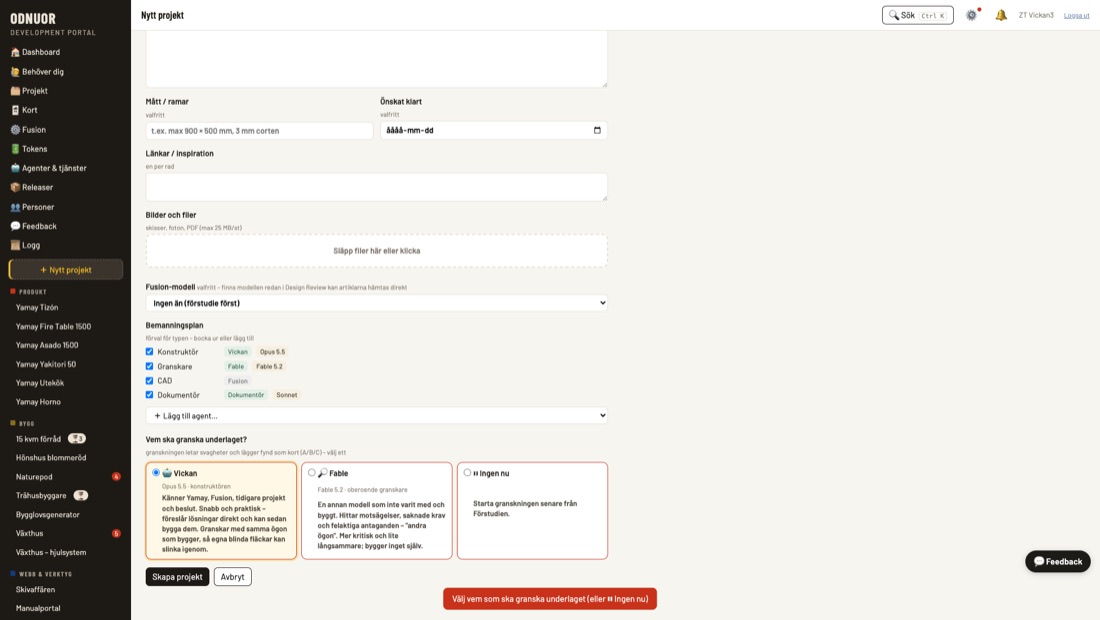 ODNUOR
DEVELOPMENT PORTAL
Dashboard
Behöver dig
Projekt
Kort
Fusion
Tokens
Agenter & tjänster
Releaser
Personer
Feedback
Logg
+ Nytt projekt
PRODUKT
Yamay Tizón
Yamay Fire Table 1500
Yamay Asado 1500
Yamay Yakitori 50
Yamay Utekök
Yamay Horno
BYGG
15 kvm förråd 3
Hönshus blommeröd
Naturepod
Trähusbyggare
Bygglovsgenerator
Växthus 5
Växthus – hjulsystem
WEBB & VERKTYG
Skivaffären
Manualportal
Nytt projekt
Sök Ctrl K
ZT Vickan3
Logga ut
Mått / ramar
valfritt
t.ex. max 900 × 500 mm, 3 mm corten
Önskat klart
valfritt
åååå-mm-dd
Länkar / inspiration
en per rad
Bilder och filer
skisser, foton, PDF (max 25 MB/st)
Släpp filer här eller klicka
Fusion-modell valfritt – finns modellen redan i Design Review kan artiklarna hämtas direkt
Ingen än (förstudie först)
Bemanningsplan
förval för typen – bocka ur eller lägg till
Konstruktör Vickan Opus 5.5
Granskare Fable Fable 5.2
CAD Fusion
Dokumentör Dokumentör Sonnet
+ Lägg till agent...
Vem ska granska underlaget?
granskningen letar svagheter och lägger fynd som kort (A/B/C) – välj ett
Vickan
Opus 5.5 · konstruktören
Känner Yamay, Fusion, tidigare projekt
och beslut. Snabb och praktisk –
föreslår lösningar direkt och kan sedan
bygga dem. Granskar med samma ögon
som bygger, så egna blinda fläckar kan
slinka igenom.
Fable
Fable 5.2 · oberoende granskare
En annan modell som inte varit med och
byggt. Hittar motsägelser, saknade krav
och felaktiga antaganden – "andra
ögon". Mer kritisk och lite
långsammare; bygger inget själv.
Ingen nu
Starta granskningen senare från
Förstudien.
Skapa projekt
Avbryt
Välj vem som ska granska underlaget (eller ⏸ Ingen nu)
Feedback